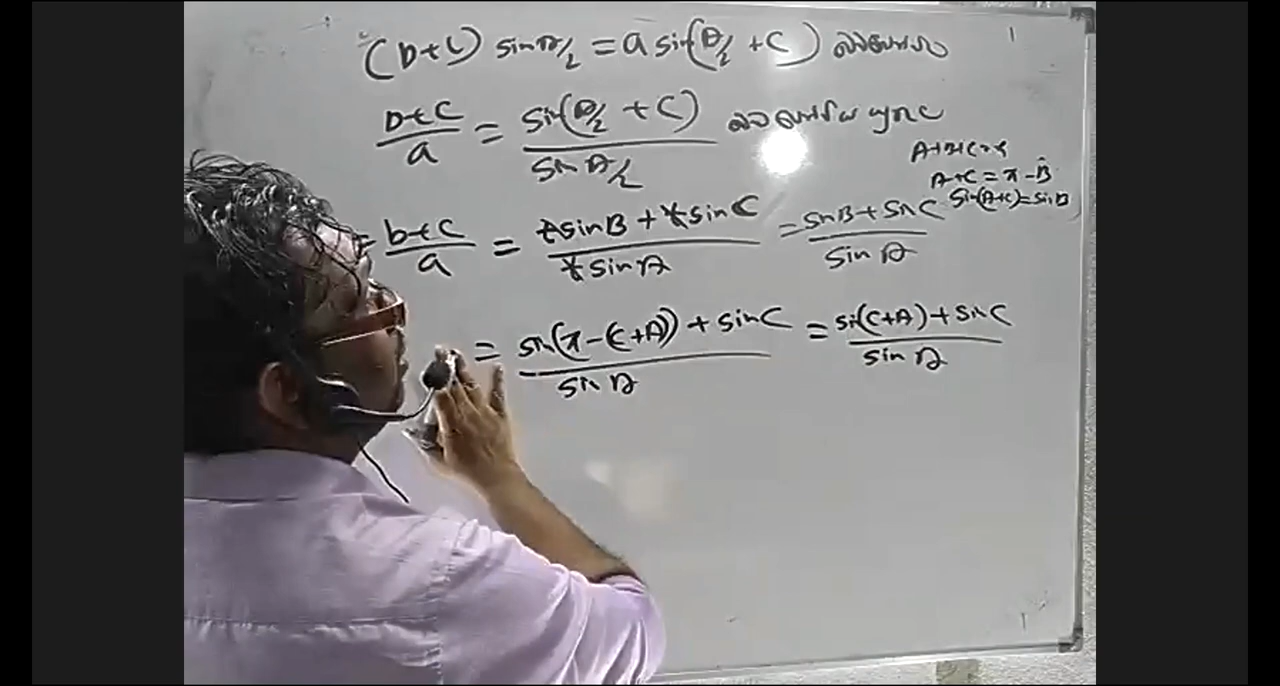 (b+c) sin A/2 = a sin(A/2 + C)
b+c/a = sin(A/2 + C)/sin A/2
A+B+C=π
A+C = π - B
Sin(A+C) = sin B
= b+c/a = k sin B + k sin C/k sin A = sin B + sin C/sin A
= sin(π-(C+A)) + sin C/sin A = sin(C+A) + sin C/sin A